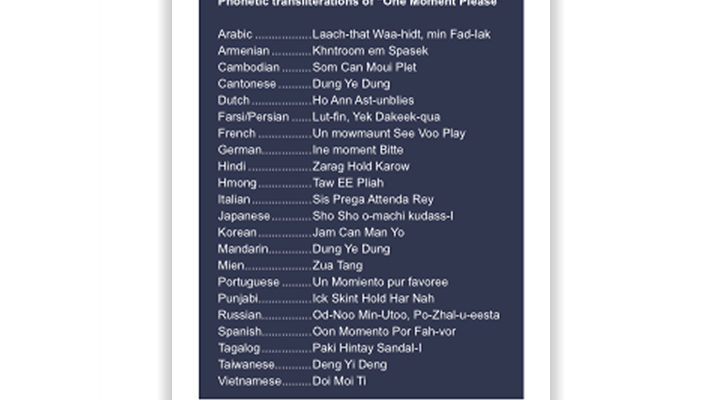 Phonetic transliterations of "One Moment Please"
Arabic ................Laach-that Waa-hidt, min Fad-lak
Armenian ...........Khntroom em Spasek
Cambodian ........Som Can Moui Plet
Cantonese .........Dung Ye Dung
Dutch .................Ho Ann Ast-unblies
Farsi/Persian ......Lut-fin, Yek Dakeek-qua
French ...............Un mowmaunt See Voo Play
German..............Ine moment Bitte
Hindi ..................Zarag Hold Karow
Hmong ...............Taw EE Pliah
Italian .................Sis Prega Attenda Rey
Japanese ...........Sho Sho o-machi kudass-I
Korean ...............Jam Can Man Yo
Mandarin............Dung Ye Dung
Mien...................Zua Tang
Portuguese ........Un Momiento pur favoree
Punjabi...............Ick Skint Hold Har Nah
Russian..............Od-Noo Min-Utoo, Po-Zhal-u-eesta
Spanish..............Oon Momento Por Fah-vor
Tagalog ..............Paki Hintay Sandal-I
Taiwanese..........Deng Yi Deng
Vietnamese........Doi Moi Ti